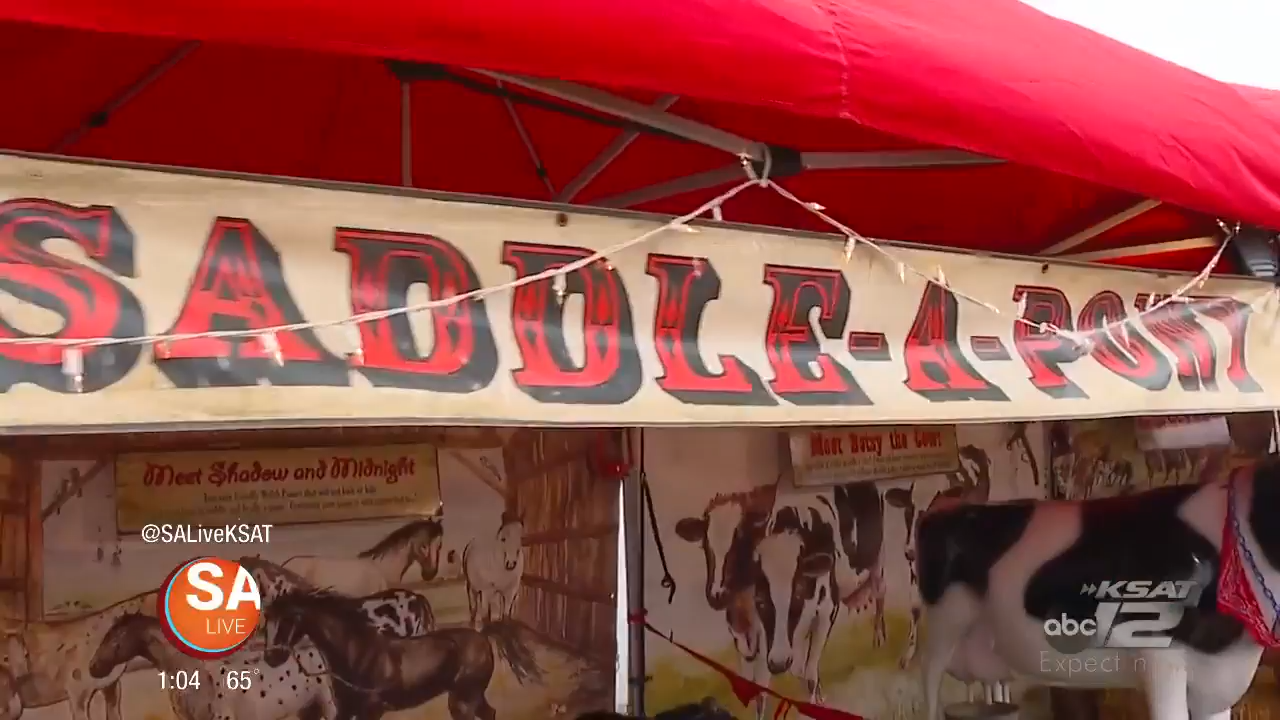 SADDLE-A-PONY
Meet Shadow and Midnight
Meet Betsy the Cow!
@SALiveKSAT
SA
LIVE
1:04 65°
KSAT
abc 12
Expect